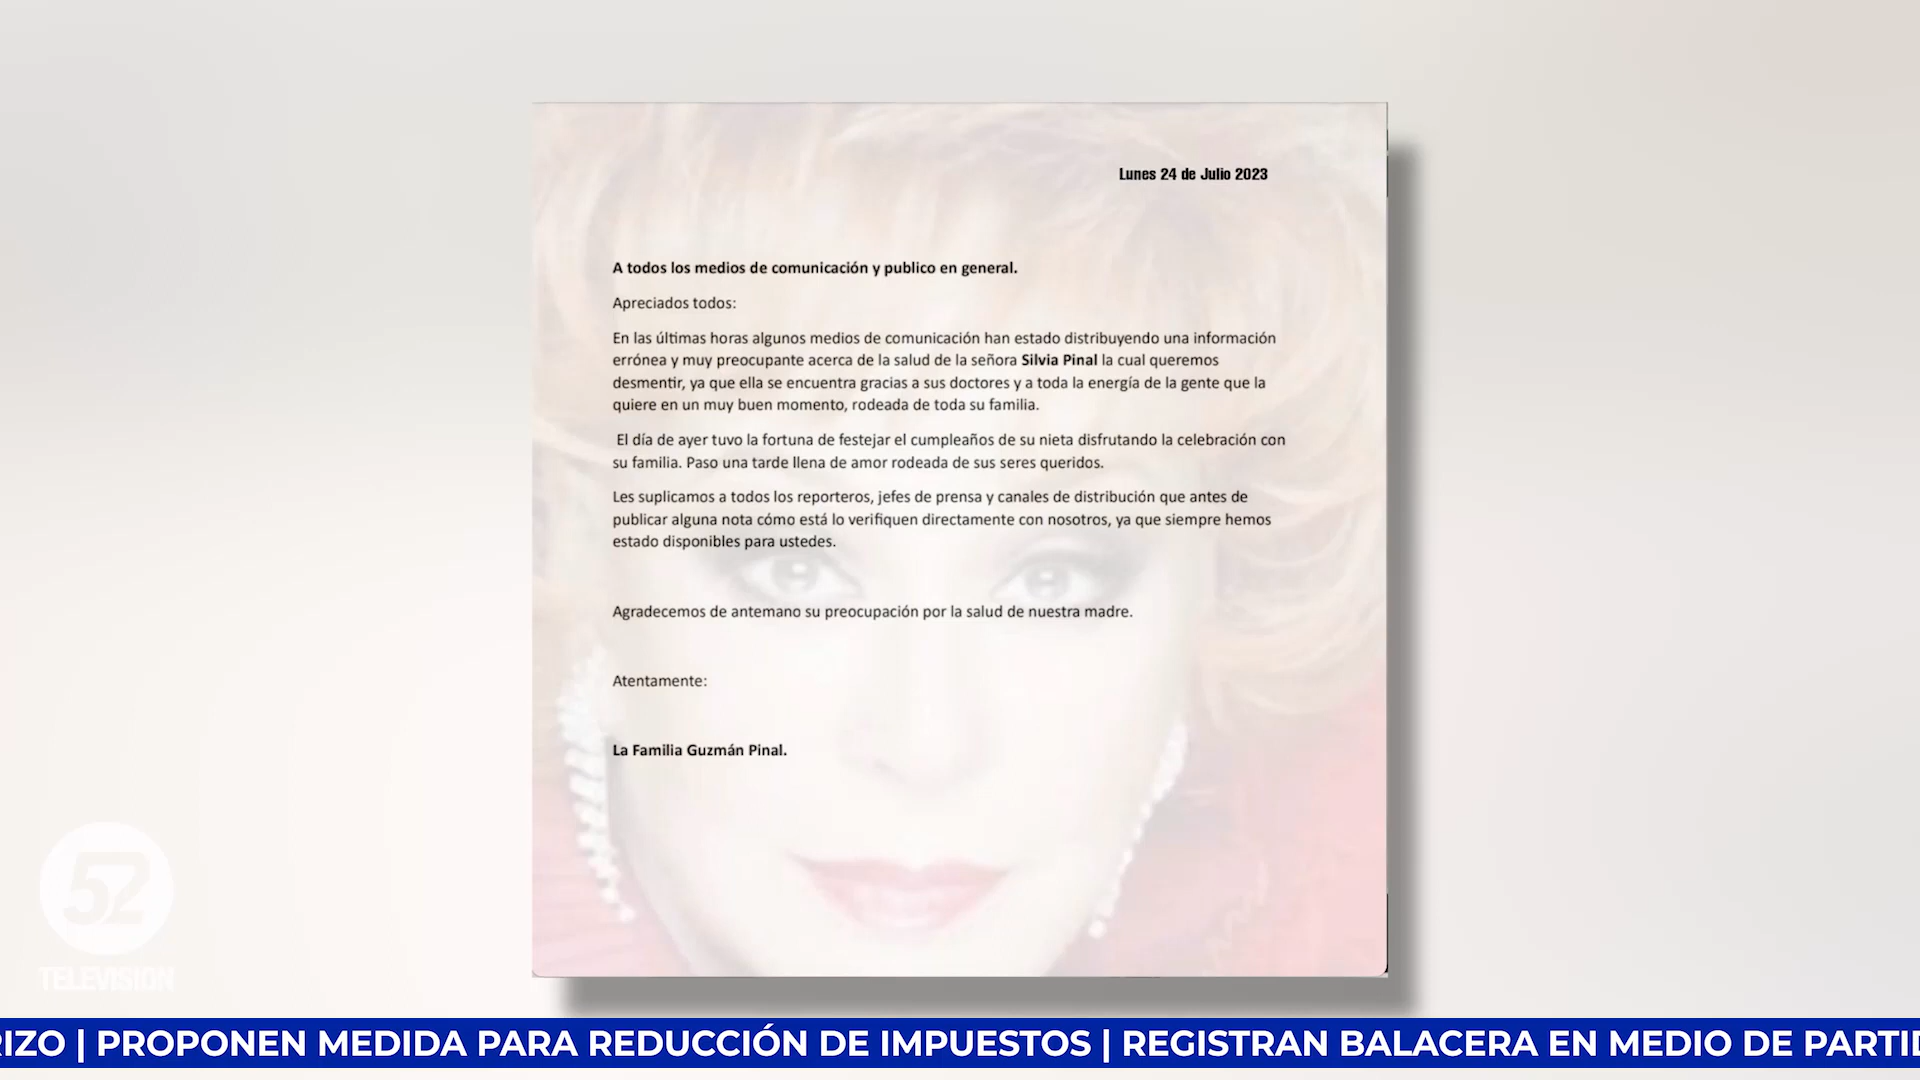 Lunes 24 de Julio 2023
A todos los medios de comunicación y publico en general.
Apreciados todos:
En las últimas horas algunos medios de comunicación han estado distribuyendo una información
errónea y muy preocupante acerca de la salud de la señora Silvia Pinal la cual queremos
desmentir, ya que ella se encuentra gracias a sus doctores y a toda la energía de la gente que la
quiere en un muy buen momento, rodeada de toda su familia.
El día de ayer tuvo la fortuna de festejar el cumpleaños de su nieta disfrutando la celebración con
su familia. Paso una tarde llena de amor rodeada de sus seres queridos.
Les suplicamos a todos los reporteros, jefes de prensa y canales de distribución que antes de
publicar alguna nota cómo está lo verifiquen directamente con nosotros, ya que siempre hemos
estado disponibles para ustedes.
Agradecemos de antemano su preocupación por la salud de nuestra madre.
Atentamente:
La Familia Guzmán Pinal.
52
TELEVISION
| PROPONEN MEDIDA PARA REDUCCIÓN DE IMPUESTOS | REGISTRAN BALACERA EN MEDIO DE